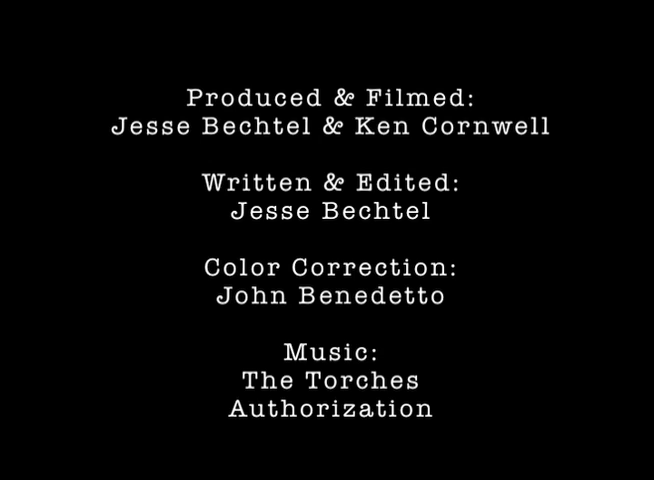 Produced & Filmed:
Jesse Bechtel & Ken Cornwell
Written & Edited:
Jesse Bechtel
Color Correction:
John Benedetto
Music:
The Torches
Authorization